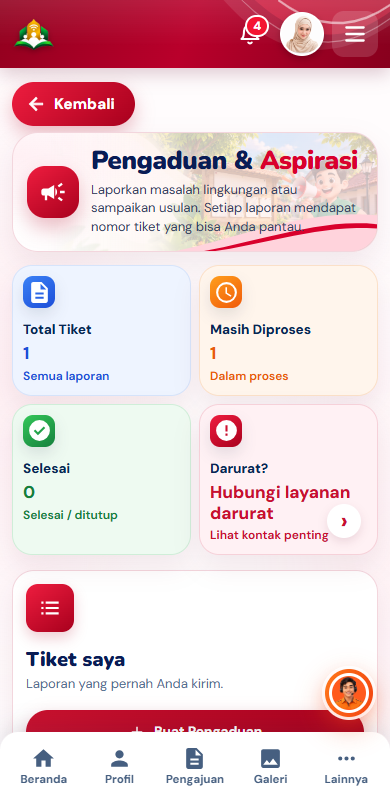 4
Kembali
Pengaduan & Aspirasi
Laporkan masalah lingkungan atau
sampaikan usulan. Setiap laporan mendapat
nomor tiket yang bisa Anda pantau.
Total Tiket
1
Semua laporan
Masih Diproses
1
Dalam proses
Selesai
0
Selesai / ditutup
Darurat?
Hubungi layanan
darurat
Lihat kontak penting
Tiket saya
Laporan yang pernah Anda kirim.
+ Buat Pengaduan
Beranda
Profil
Pengajuan
Galeri
Lainnya